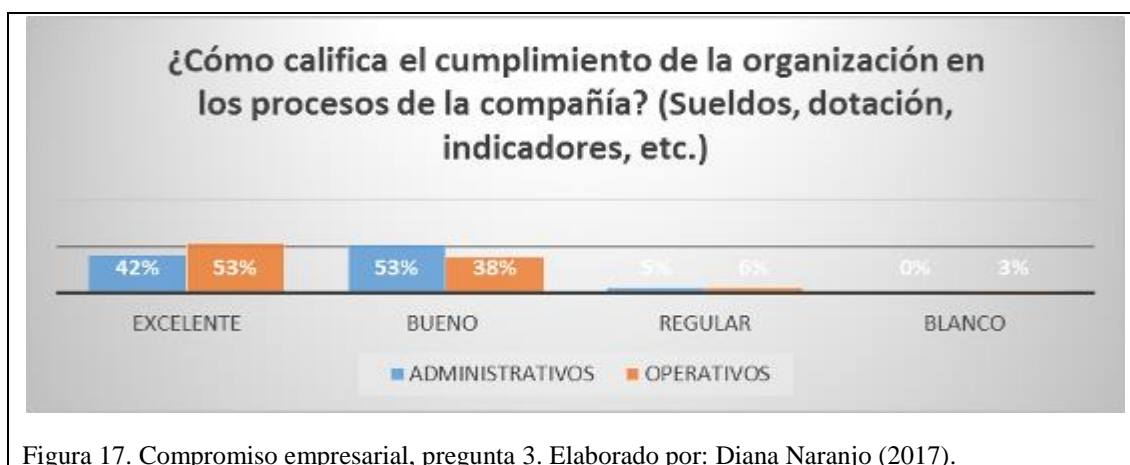 ¿Cómo califica el cumplimiento de la organización en
los procesos de la compañía? (Sueldos, dotación,
indicadores, etc.)
42% 53% 53% 38% 5% 6% 0% 3%
EXCELENTE BUENO REGULAR BLANCO
ADMINISTRATIVOS OPERATIVOS
Figura 17. Compromiso empresarial, pregunta 3. Elaborado por: Diana Naranjo (2017).